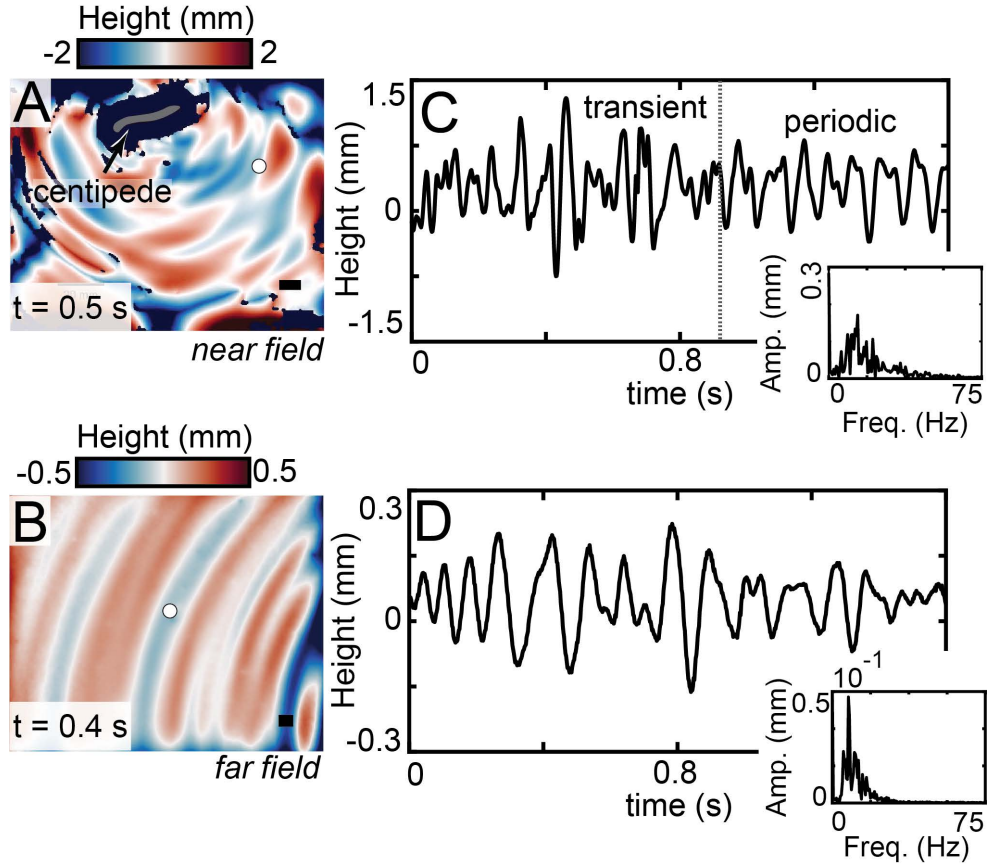 Height (mm)
-2 2
A
centipede
t = 0.5 s
near field
C
transient
periodic
Height (mm)
1.5
0
-1.5
0 0.8
time (s)
Amp. (mm)
0.3
0
0 75
Freq. (Hz)
Height (mm)
-0.5 0.5
B
t = 0.4 s
far field
D
Height (mm)
0.3
0
-0.3
0 0.8
time (s)
10-1
Amp. (mm)
0.5
0
0 75
Freq. (Hz)